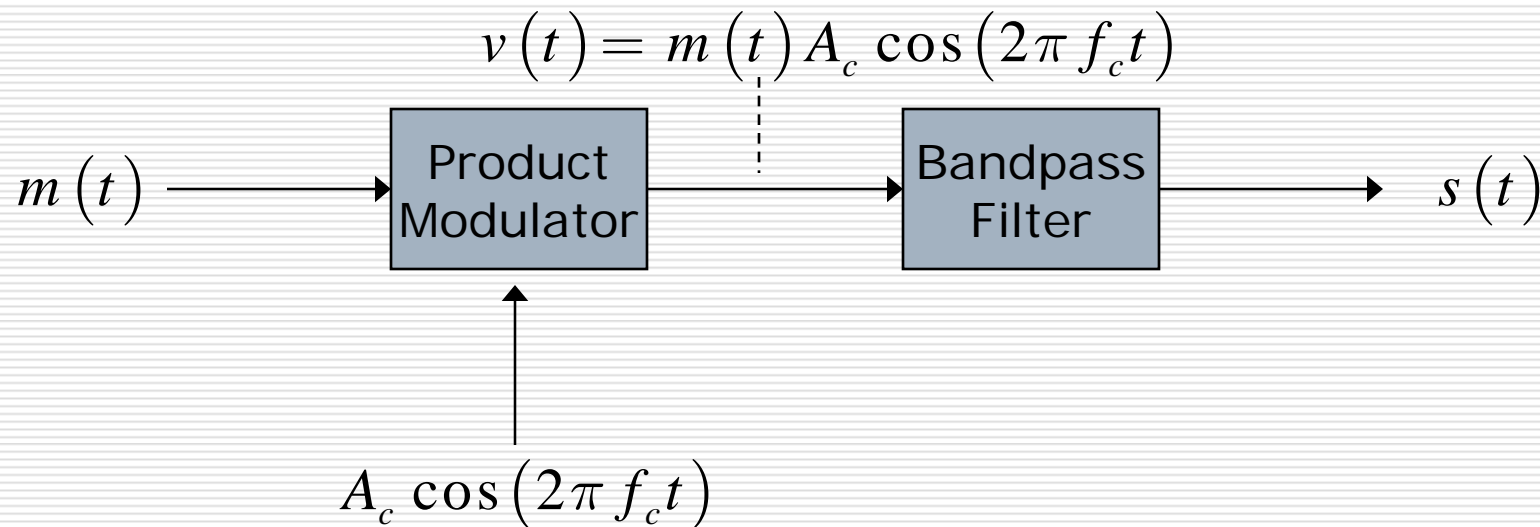 v(t) = m(t) A_c cos(2π f_c t)
m(t)
Product
Modulator
Bandpass
Filter
s(t)
A_c cos(2π f_c t)